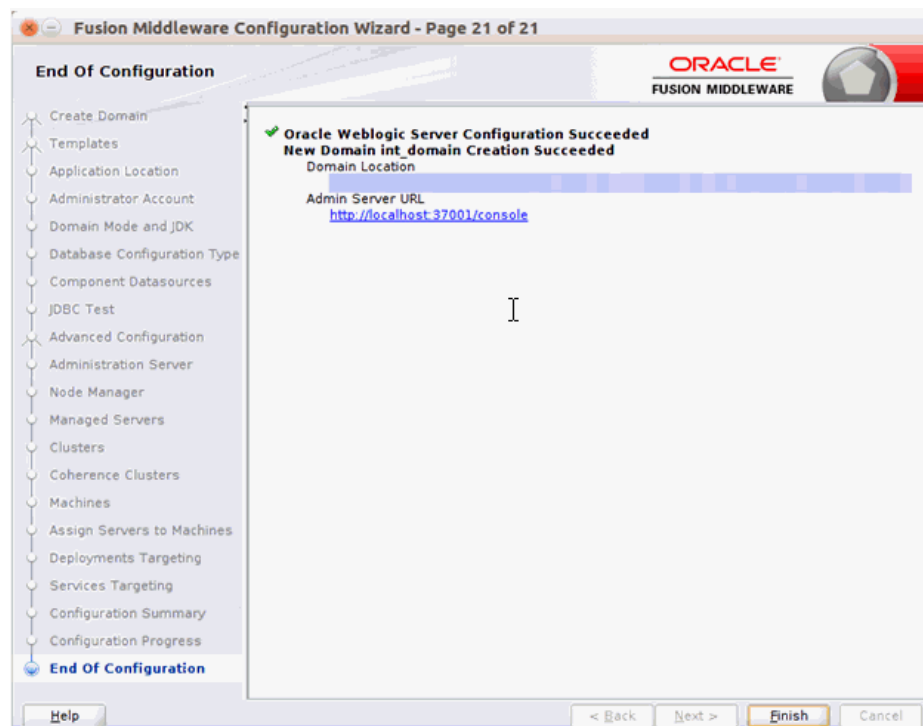 Fusion Middleware Configuration Wizard - Page 21 of 21
End Of Configuration
ORACLE
FUSION MIDDLEWARE
Create Domain
Templates
Application Location
Administrator Account
Domain Mode and JDK
Database Configuration Type
Component Datasources
JDBC Test
Advanced Configuration
Administration Server
Node Manager
Managed Servers
Clusters
Coherence Clusters
Machines
Assign Servers to Machines
Deployments Targeting
Services Targeting
Configuration Summary
Configuration Progress
End Of Configuration
Oracle Weblogic Server Configuration Succeeded
New Domain int_domain Creation Succeeded
Domain Location
Admin Server URL
http://localhost:37001/console
Help
< Back
Next >
Finish
Cancel